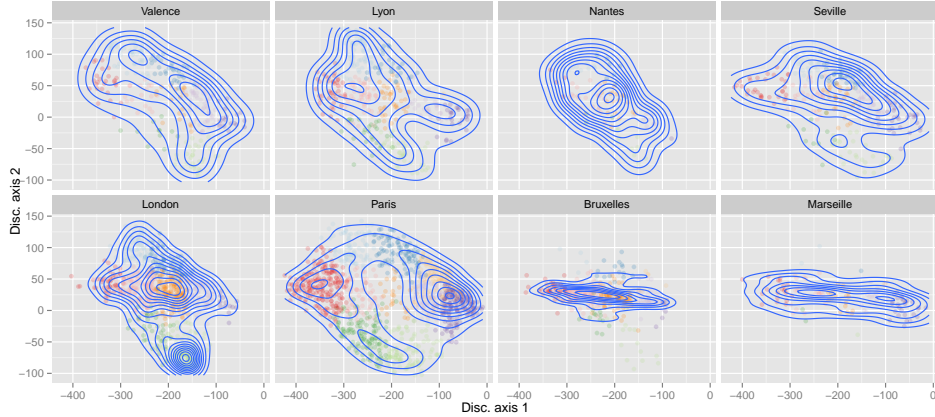 Valence Lyon Nantes Seville
150
100
50
0
−50
−100
London Paris Bruxelles Marseille
150
100
50
0
−50
−100
−400 −300 −200 −100 0 −400 −300 −200 −100 0 −400 −300 −200 −100 0 −400 −300 −200 −100 0
Disc. axis 1
Disc. axis 2